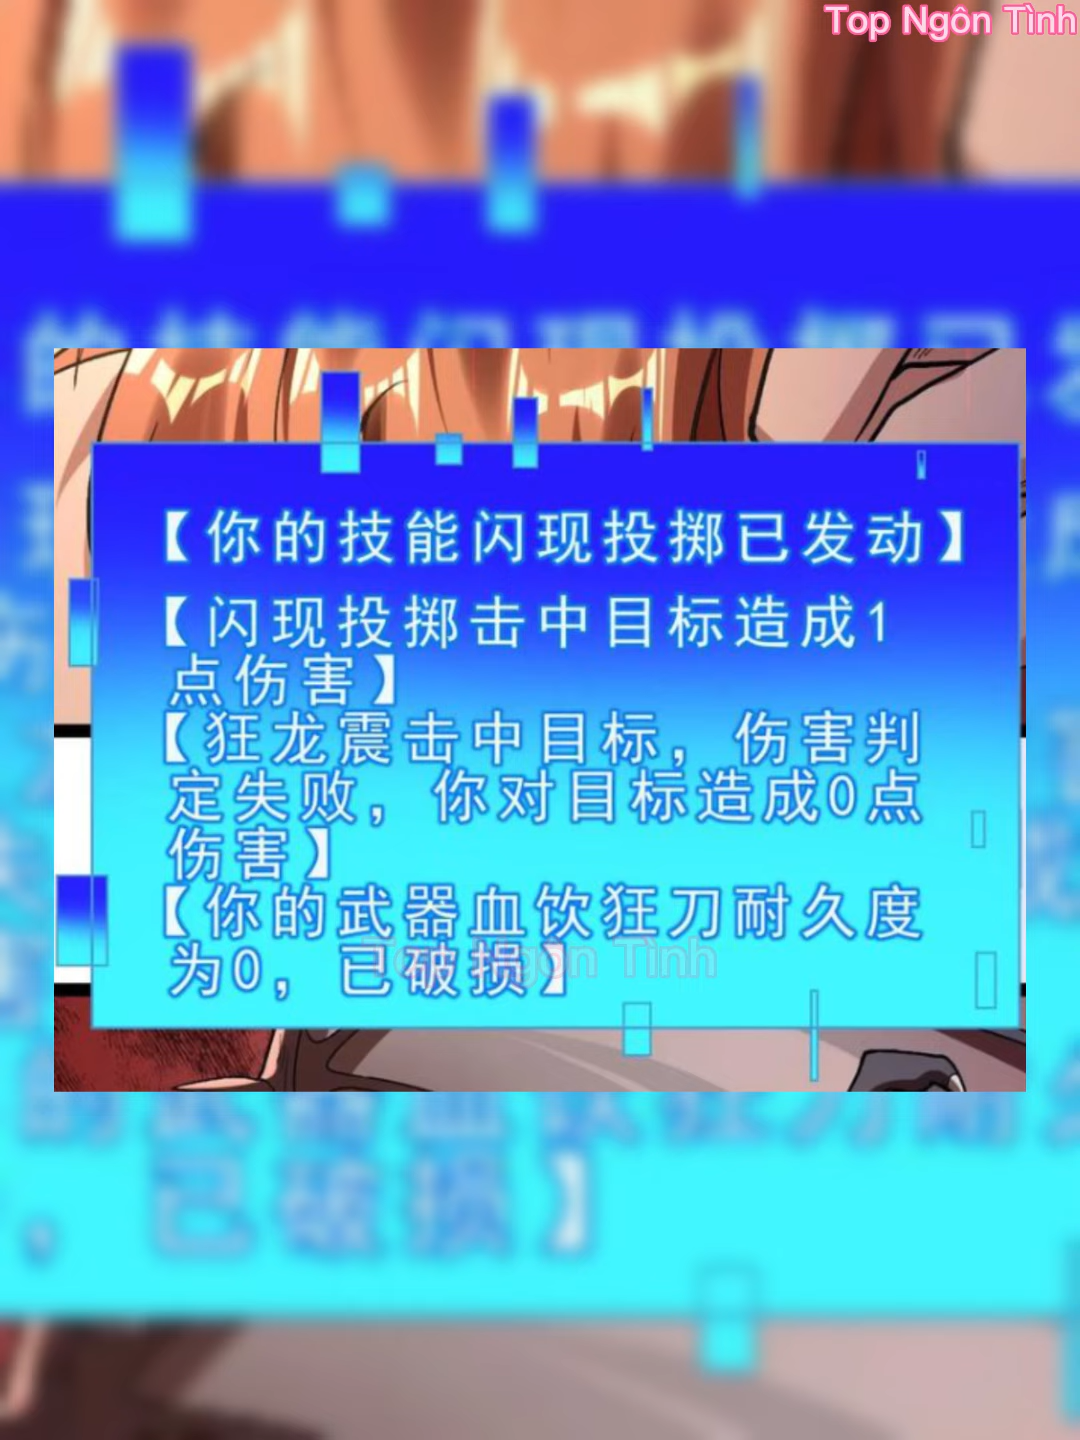 Top Ngôn Tình
【你的技能闪现投掷已发动】
【闪现投掷击中目标造成1
点伤害】
【狂龙震击中目标，伤害判
定失败，你对目标造成0点
伤害】
【你的武器血饮狂刀耐久度
为0，已破损】
Top Ngôn Tình